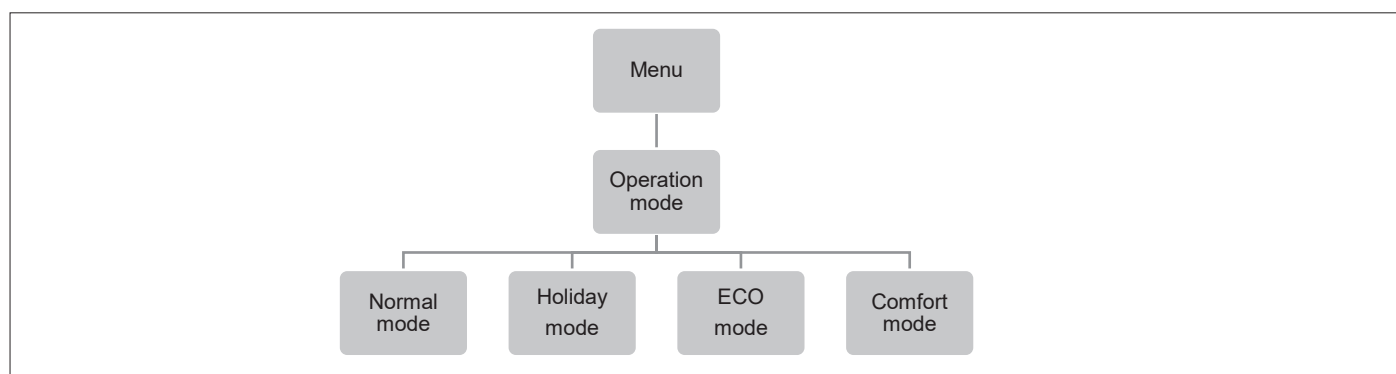 Menu
Operation
mode
Normal
mode
Holiday
mode
ECO
mode
Comfort
mode